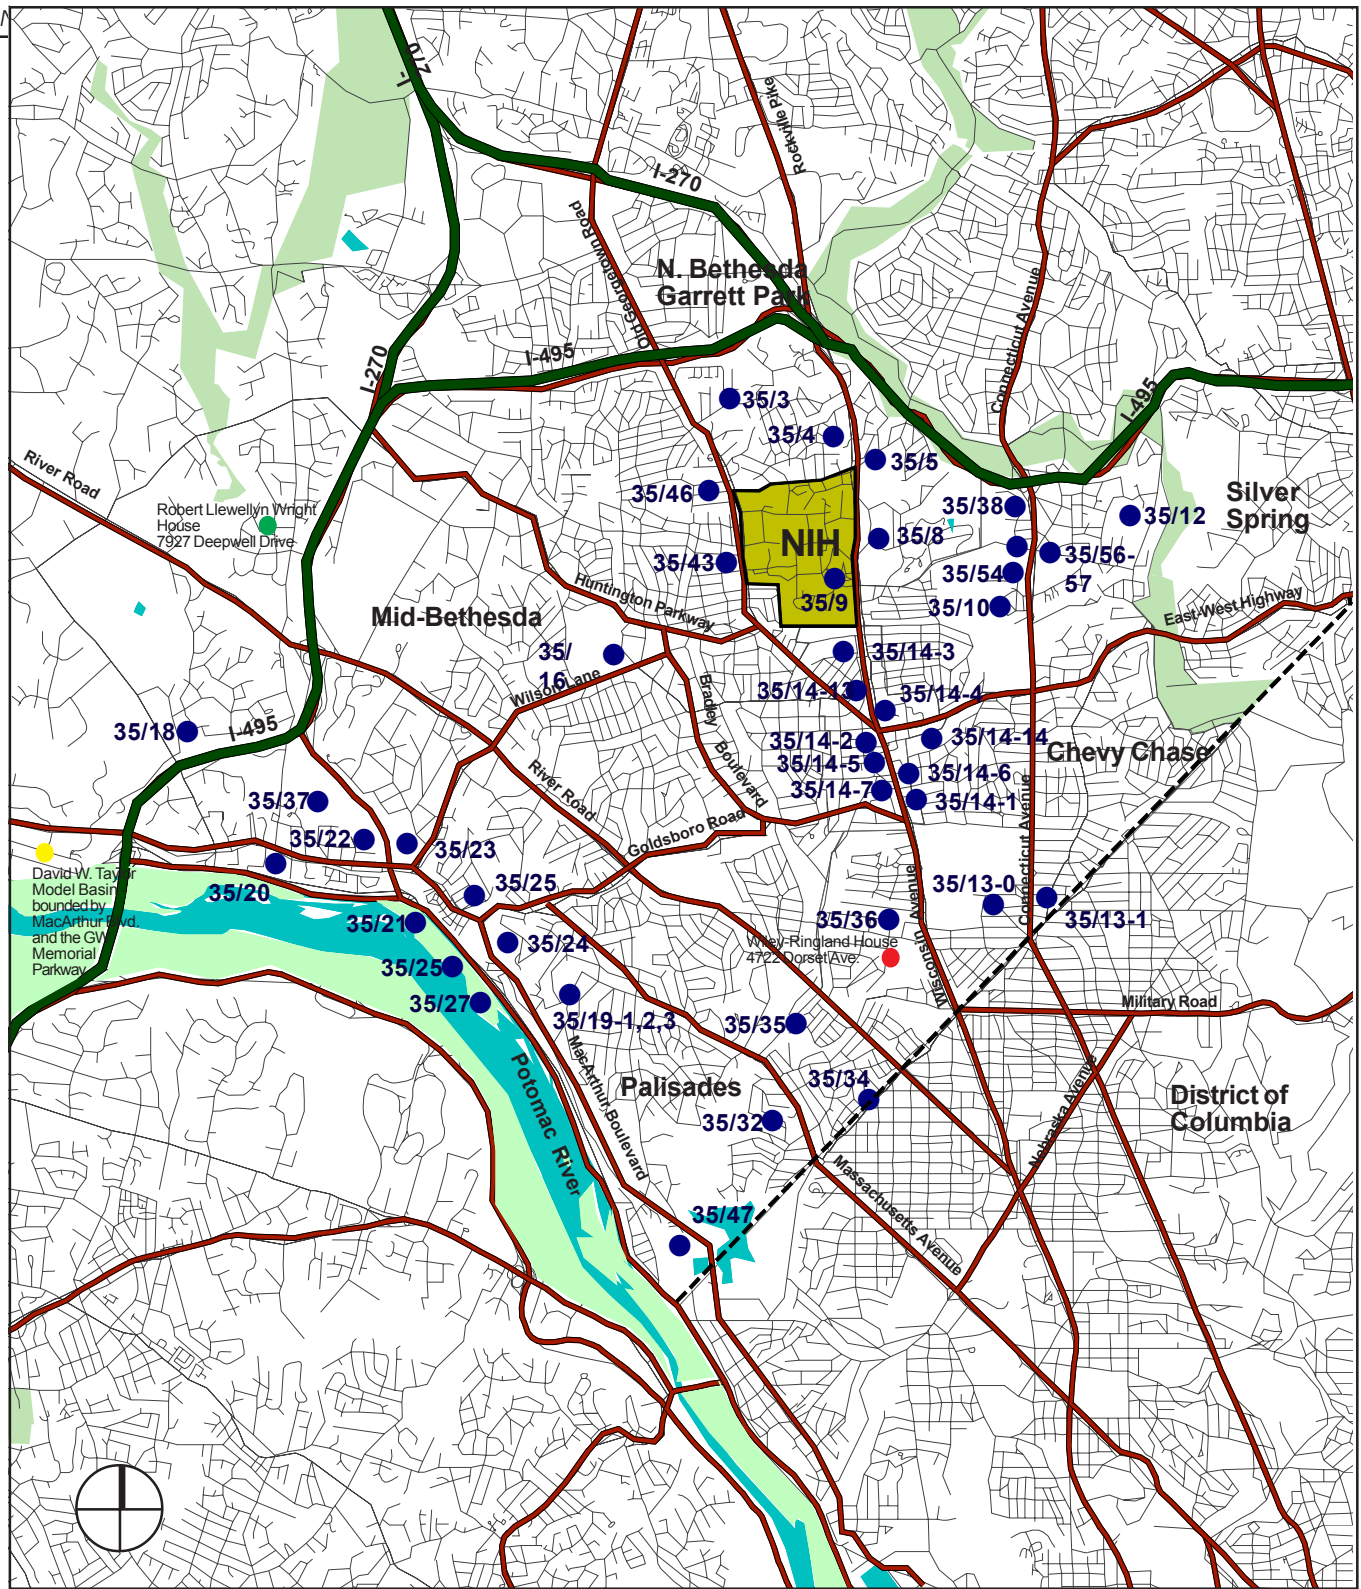 N
I-270
Rockville Pike
I-270
Old Georgetown Road
N. Bethesda
Garrett Park
Connecticut Avenue
I-495
I-270
I-495
35/3
35/4
35/5
River Road
35/46
35/38
35/12
Silver
Spring
Robert Llewellyn Wright
House
7927 Deepwell Drive
NIH
35/8
35/56-
57
35/43
35/54
35/9
35/10
Huntington Parkway
East-West Highway
Mid-Bethesda
35/
16
35/14-3
Wilson Lane
Bradley
Boulevard
35/14-13
35/14-4
35/18
I-495
35/14-2
35/14-14
Chevy Chase
35/14-5
35/14-6
35/14-7
35/14-1
River Road
Connecticut Avenue
35/37
35/22
35/23
Goldsboro Road
David W. Taylor
Model Basin
bounded by
MacArthur Blvd.
and the GW
Memorial
Parkway
35/20
35/25
35/13-0
35/13-1
35/21
35/36
Wisconsin Avenue
35/24
Wiley-Ringland House
4722 Dorset Ave.
35/25
35/27
35/19-1,2,3
35/35
Military Road
MacArthur Boulevard
Potomac River
Palisades
35/34
35/32
Nebraska Avenue
District of
Columbia
Massachusetts Avenue
35/47